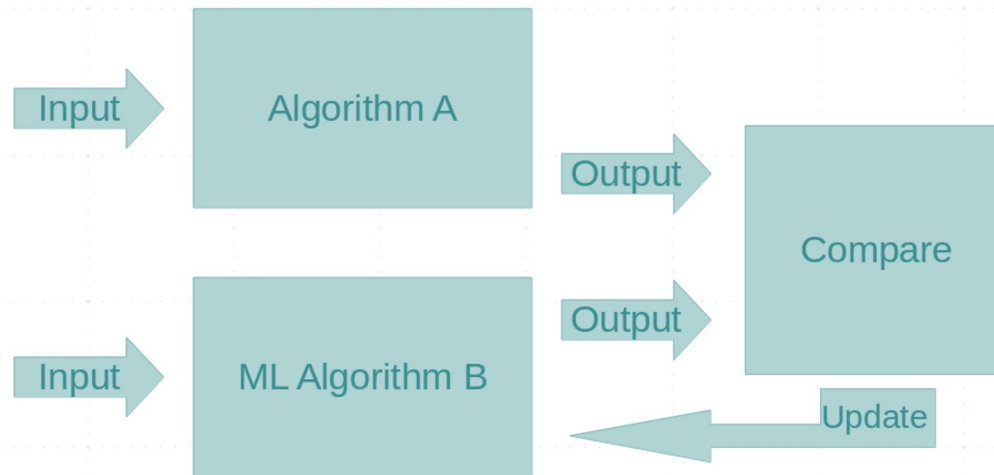 Input
Algorithm A
Output
Compare
Output
Input
ML Algorithm B
Update